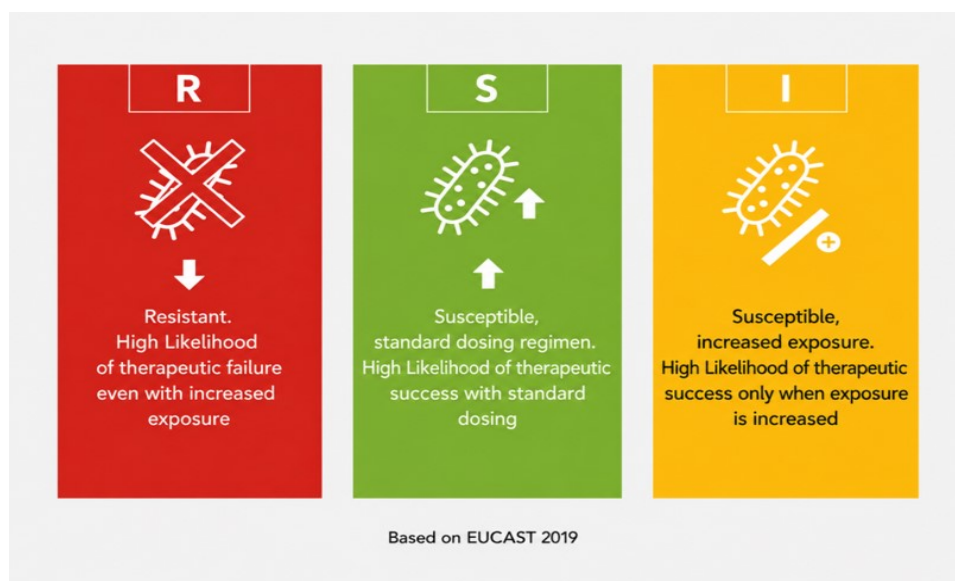 R
Resistant.
High Likelihood
of therapeutic failure
even with increased
exposure
S
Susceptible,
standard dosing regimen.
High Likelihood of therapeutic
success with standard
dosing
I
Susceptible,
increased exposure.
High Likelihood of therapeutic
success only when exposure
is increased
Based on EUCAST 2019